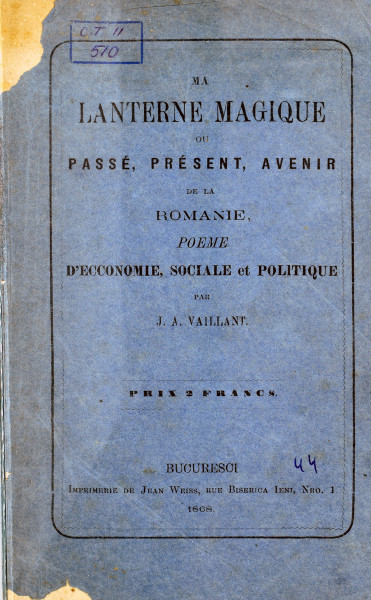 C.T. II
510
MA
LANTERNE MAGIQUE
OU
PASSÉ, PRÉSENT, AVENIR
DE LA
ROMANIE,
POEME
D'ECCONOMIE, SOCIALE et POLITIQUE
PAR
J. A. VAILLANT.
PRIX 2 FRANCS.
BUCURESCI
44
IMPRIMERIE DE JEAN WEISS, RUE BISERICA IENI, NRO. 1
1868.